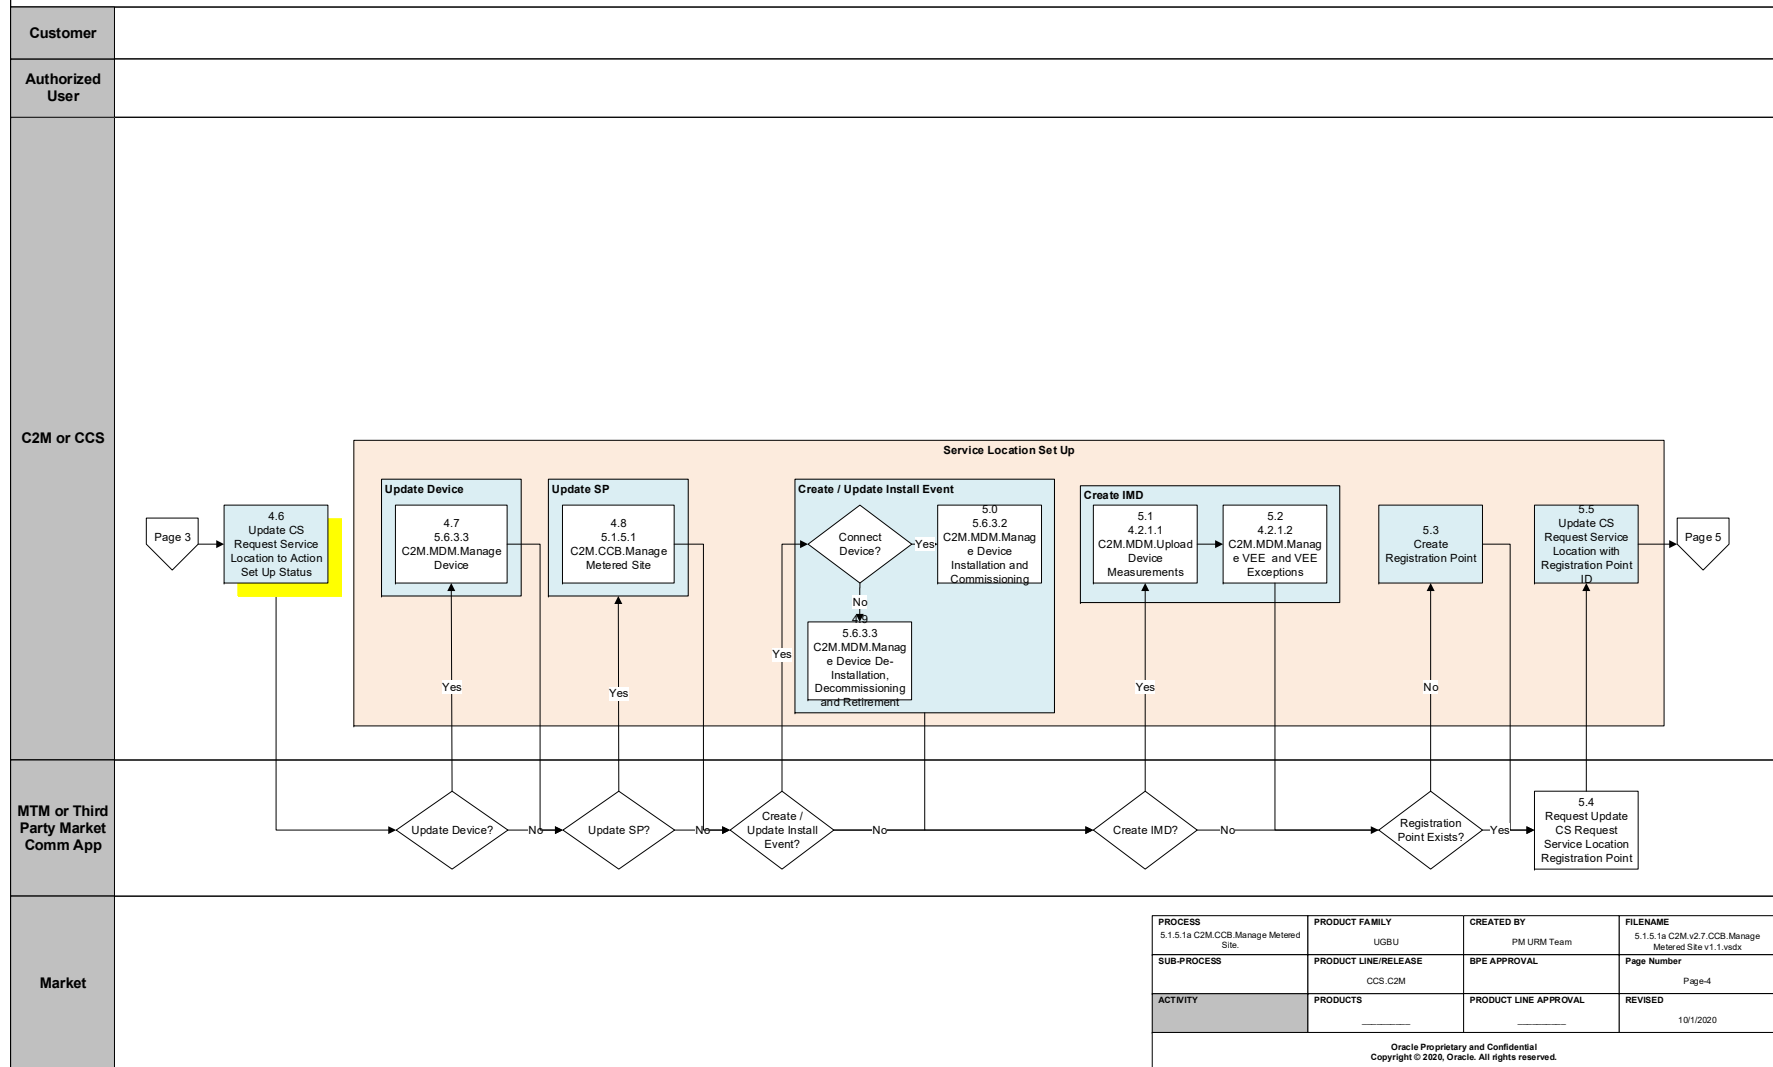 Customer
Authorized
User
C2M or CCS
Service Location Set Up
Page 3
4.6
Update CS
Request Service
Location to Action
Set Up Status
Update Device
4.7
5.6.3.3
C2M.MDM.Manage
Device
Yes
Update SP
4.8
5.1.5.1
C2M.CCB.Manage
Metered Site
Yes
Create / Update Install Event
Connect
Device?
Yes
5.0
5.6.3.2
C2M.MDM.Manag
e Device
Installation and
Commissioning
No
4.9
5.6.3.3
C2M.MDM.Manag
e Device De-
Installation,
Decommissioning
and Retirement
Yes
Create IMD
5.1
4.2.1.1
C2M.MDM.Upload
Device
Measurements
5.2
4.2.1.2
C2M.MDM.Manag
e VEE  and VEE
Exceptions
Yes
5.3
Create
Registration Point
No
5.5
Update CS
Request Service
Location with
Registration Point
ID
Page 5
MTM or Third
Party Market
Comm App
Update Device?
No
Update SP?
No
Create /
Update Install
Event?
No
Create IMD?
No
Registration
Point Exists?
Yes
5.4
Request Update
CS Request
Service Location
Registration Point
Market
PROCESS
5.1.5.1a C2M.CCB.Manage Metered
Site.
PRODUCT FAMILY
UGBU
CREATED BY
PM URM Team
FILENAME
5.1.5.1a C2M.v2.7.CCB.Manage
Metered Site v1.1.vsdx
SUB-PROCESS
PRODUCT LINE/RELEASE
CCS.C2M
BPE APPROVAL
Page Number
Page-4
ACTIVITY
PRODUCTS
PRODUCT LINE APPROVAL
REVISED
10/1/2020
Oracle Proprietary and Confidential
Copyright © 2020, Oracle. All rights reserved.